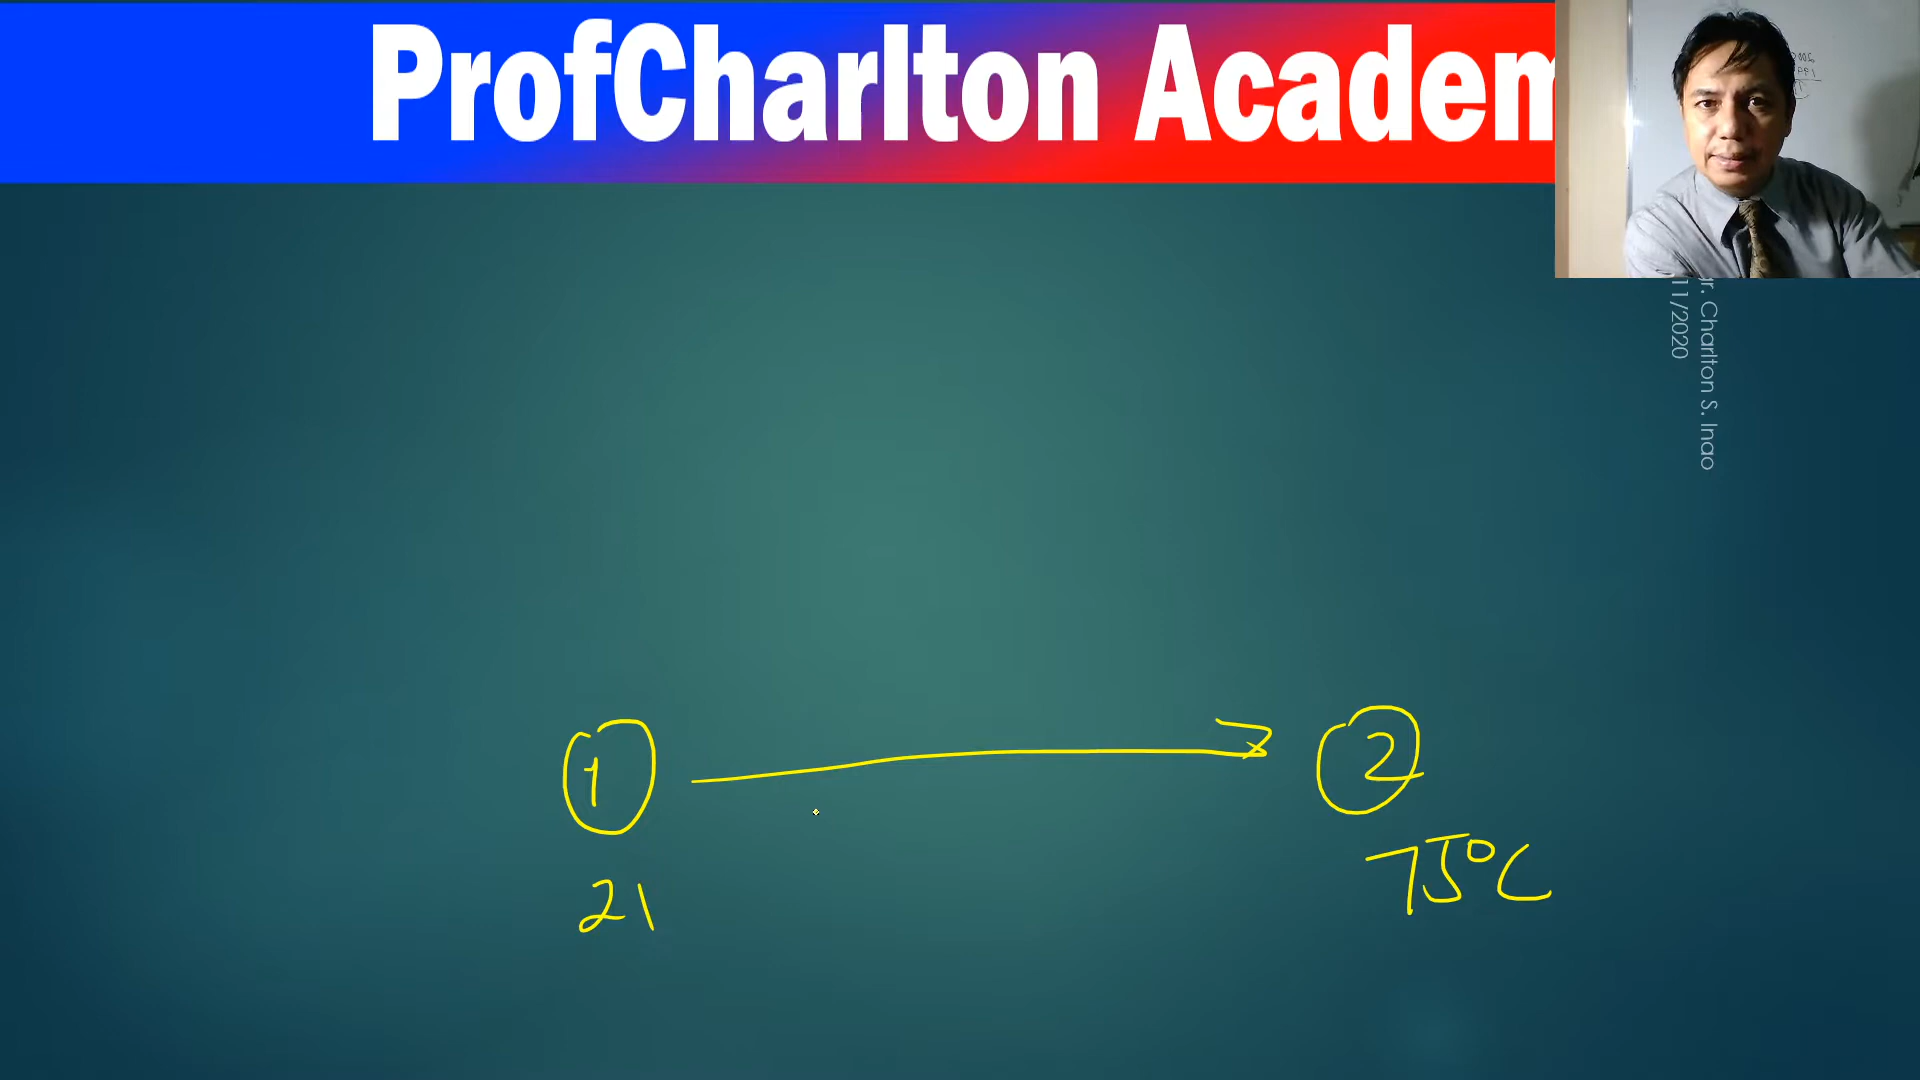 ProfCharlton Academ
r. Charlton S. Inao
11/2020
1
2
21
75°C